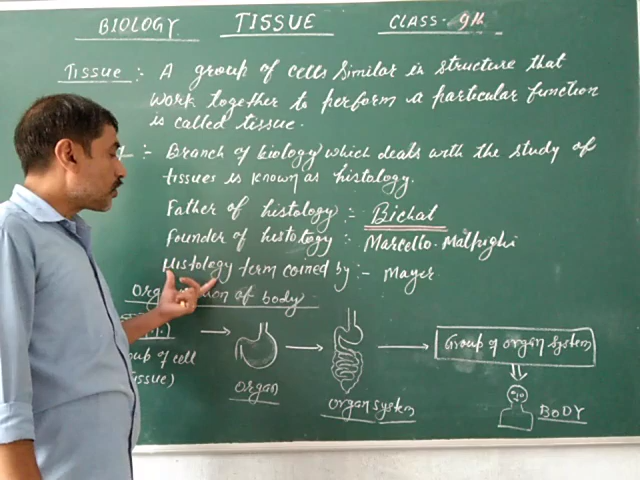 BIOLOGY TISSUE CLASS- 9th
Tissue :- A group of cells similar in structure that
work together to perform a particular function
is called tissue.
:- Branch of biology which deals with the study of
tissues is known as histology.
Father of histology :- Bichat
Founder of histology :- Marcello-Malpighi
Histology term coined by :- Mayer
of body
Group of organ system
of cell
organ
organ system
BODY